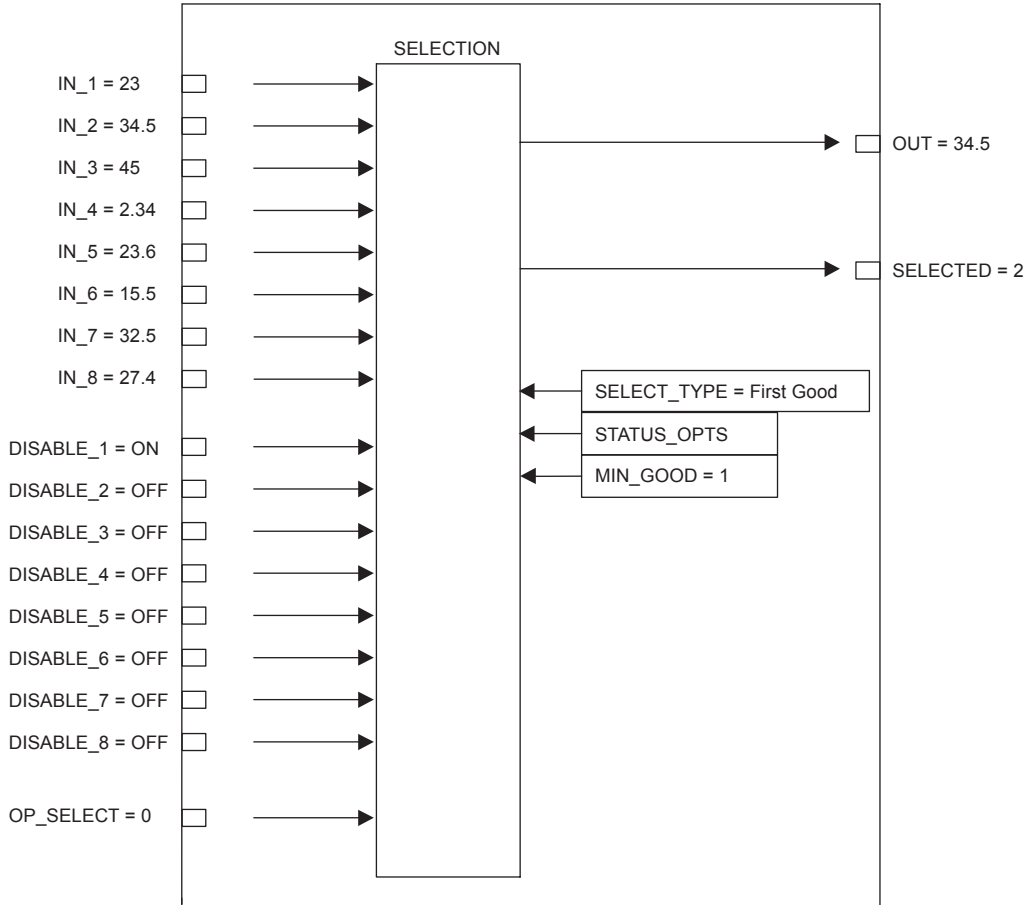 SELECTION
IN_1 = 23
IN_2 = 34.5
IN_3 = 45
IN_4 = 2.34
IN_5 = 23.6
IN_6 = 15.5
IN_7 = 32.5
IN_8 = 27.4
DISABLE_1 = ON
DISABLE_2 = OFF
DISABLE_3 = OFF
DISABLE_4 = OFF
DISABLE_5 = OFF
DISABLE_6 = OFF
DISABLE_7 = OFF
DISABLE_8 = OFF
OP_SELECT = 0
OUT = 34.5
SELECTED = 2
SELECT_TYPE = First Good
STATUS_OPTS
MIN_GOOD = 1